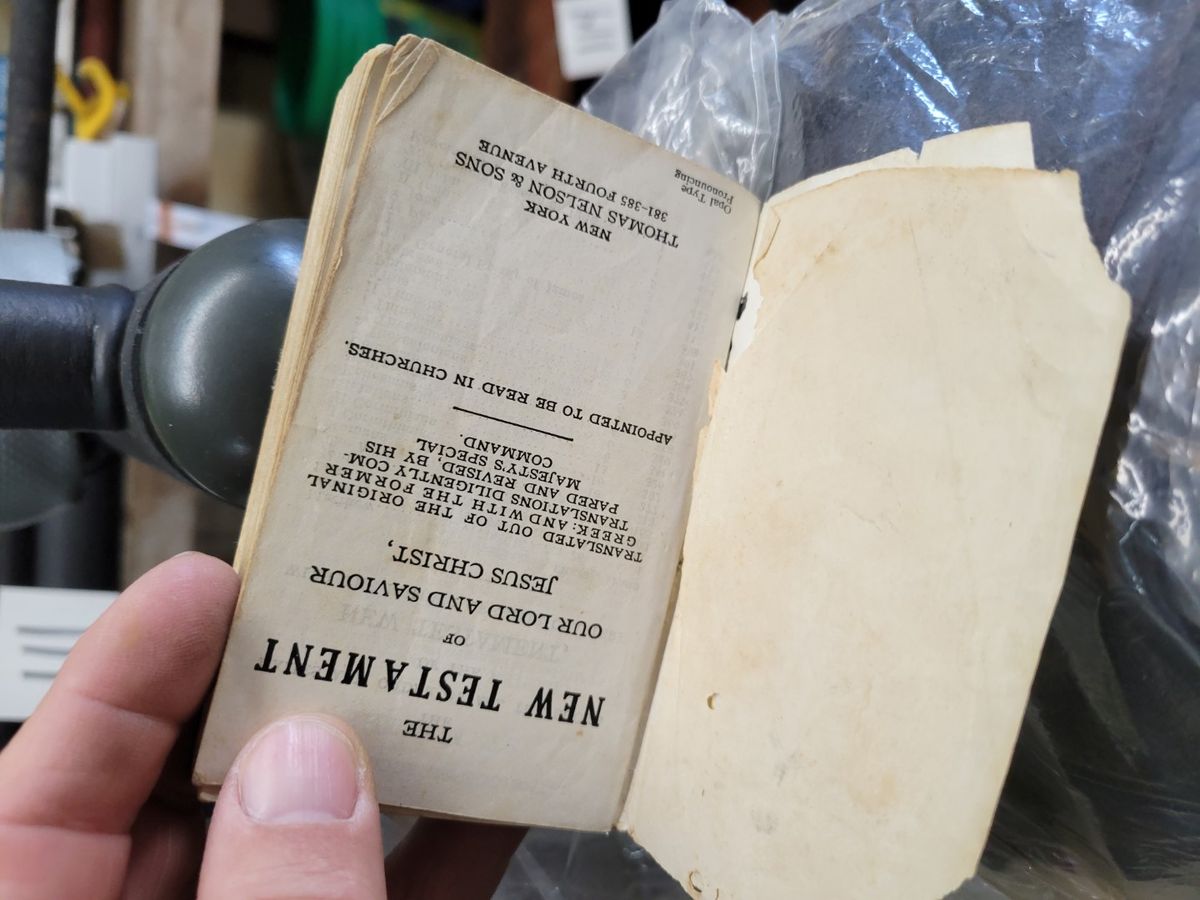 THE
NEW TESTAMENT
OF
OUR LORD AND SAVIOUR
JESUS CHRIST,
TRANSLATED OUT OF THE ORIGINAL
GREEK: AND WITH THE FORMER
TRANSLATIONS DILIGENTLY COM-
PARED AND REVISED, BY HIS
MAJESTY'S SPECIAL
COMMAND.
APPOINTED TO BE READ IN CHURCHES.
NEW YORK
THOMAS NELSON & SONS
381-385 FOURTH AVENUE
Opal Type
Pronouncing